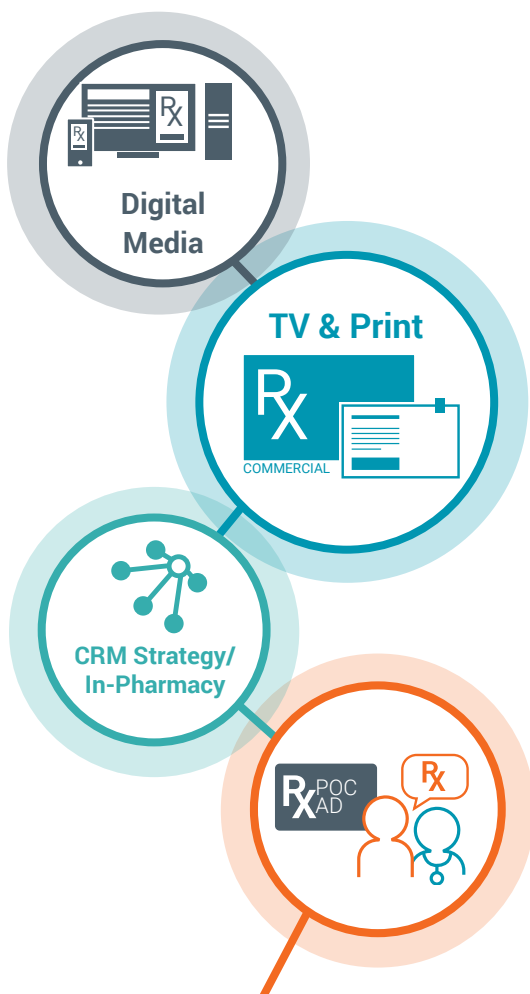 Rx
Rx
Digital
Media
TV & Print
Rx
COMMERCIAL
CRM Strategy/
In-Pharmacy
Rx POC
AD
Rx